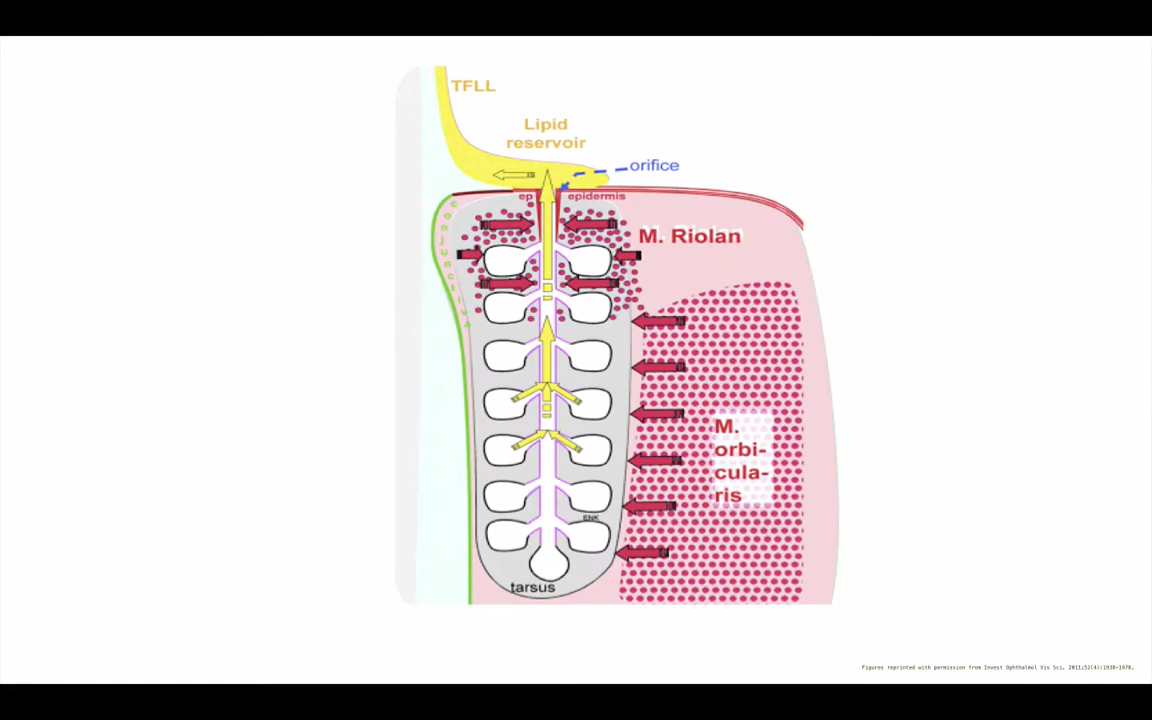 TFLL
Lipid
reservoir
orifice
ep
epidermis
M. Riolan
conjunctiva
M.
orbi-
cula-
ris
ENK
tarsus
Figures reprinted with permission from Invest Ophthalmol Vis Sci. 2011;52(4):1938-1978.